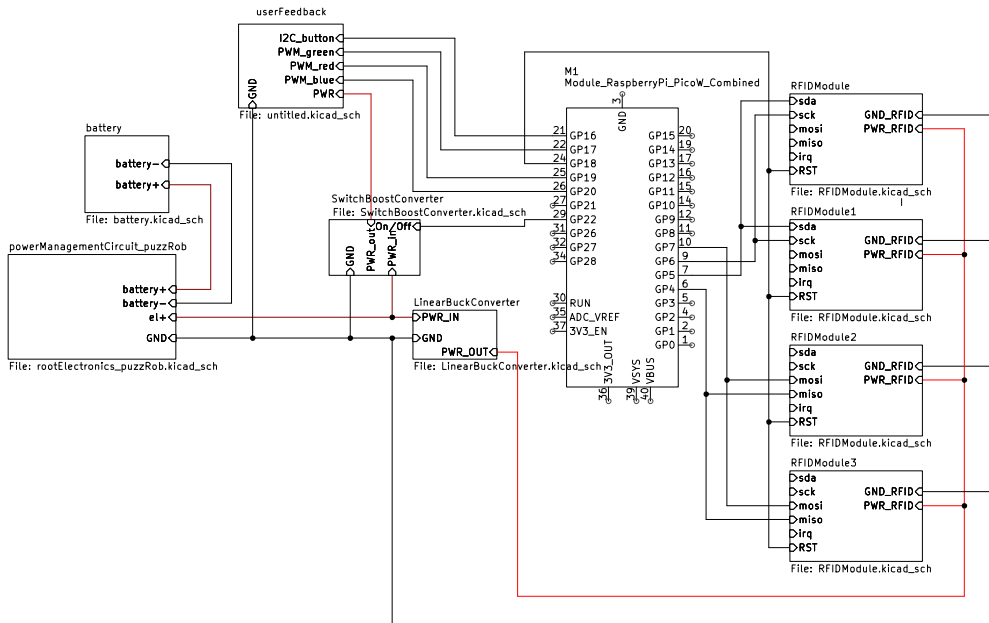 userFeedback
I2C_button
PWM_green
PWM_red
PWM_blue
PWR
GND
File: untitled.kicad_sch
battery
battery-
battery+
File: battery.kicad_sch
powerManagementCircuit_puzzRob
battery+
battery-
el+
GND
File: rootElectronics_puzzRob.kicad_sch
SwitchBoostConverter
File: SwitchBoostConverter.kicad_sch
On/Off
PWR_out
PWR_in
GND
LinearBuckConverter
PWR_IN
GND
PWR_OUT
File: LinearBuckConverter.kicad_sch
M1
Module_RaspberryPi_PicoW_Combined
3
GND
21 GP16 GP15 20
22 GP17 GP14 19
24 GP18 GP13 17
25 GP19 GP12 16
26 GP20 GP11 15
27 GP21 GP10 14
29 GP22 GP9 12
31 GP26 GP8 11
32 GP27 GP7 10
34 GP28 GP6 9
GP5 7
GP4 6
30 RUN GP3 5
35 ADC_VREF GP2 4
37 3V3_EN GP1 2
GP0 1
3V3_OUT VSYS VBUS
36 39 40
RFIDModule
sda
sck GND_RFID
mosi PWR_RFID
miso
irq
RST
File: RFIDModule.kicad_sch
RFIDModule1
sda
sck GND_RFID
mosi PWR_RFID
miso
irq
RST
File: RFIDModule.kicad_sch
RFIDModule2
sda
sck GND_RFID
mosi PWR_RFID
miso
irq
RST
File: RFIDModule.kicad_sch
RFIDModule3
sda
sck GND_RFID
mosi PWR_RFID
miso
irq
RST
File: RFIDModule.kicad_sch